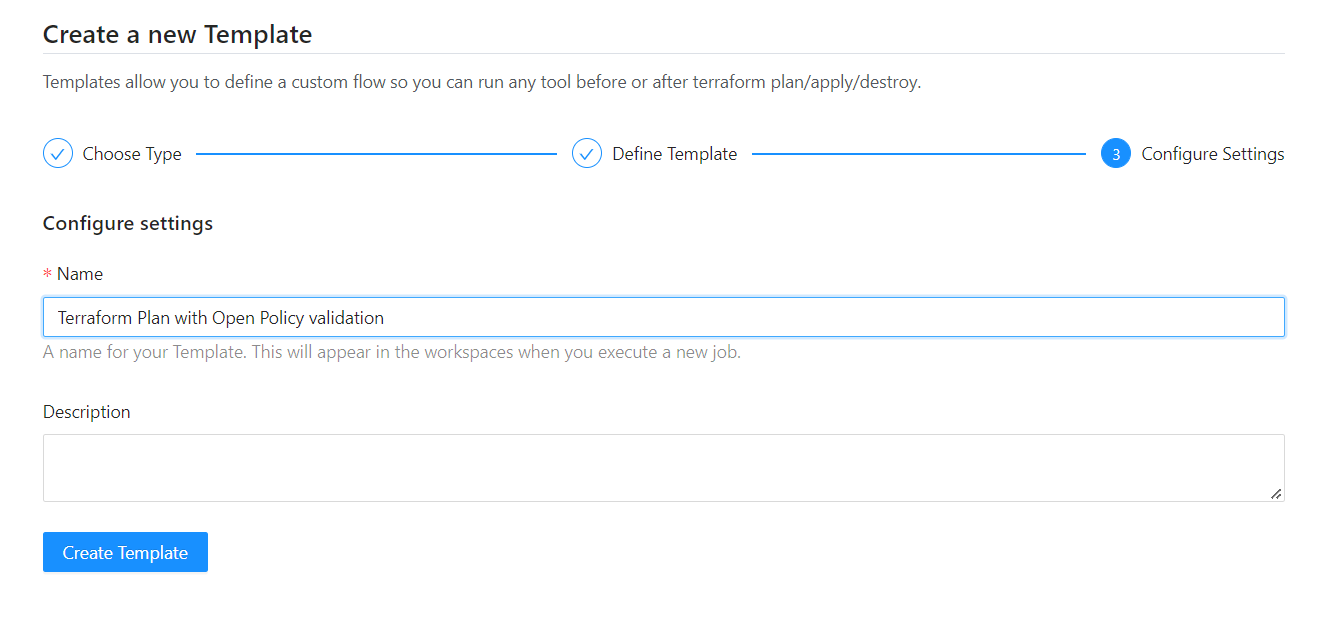 Create a new Template
Templates allow you to define a custom flow so you can run any tool before or after terraform plan/apply/destroy.
Choose Type
Define Template
3 Configure Settings
Configure settings
* Name
Terraform Plan with Open Policy validation
A name for your Template. This will appear in the workspaces when you execute a new job.
Description
Create Template